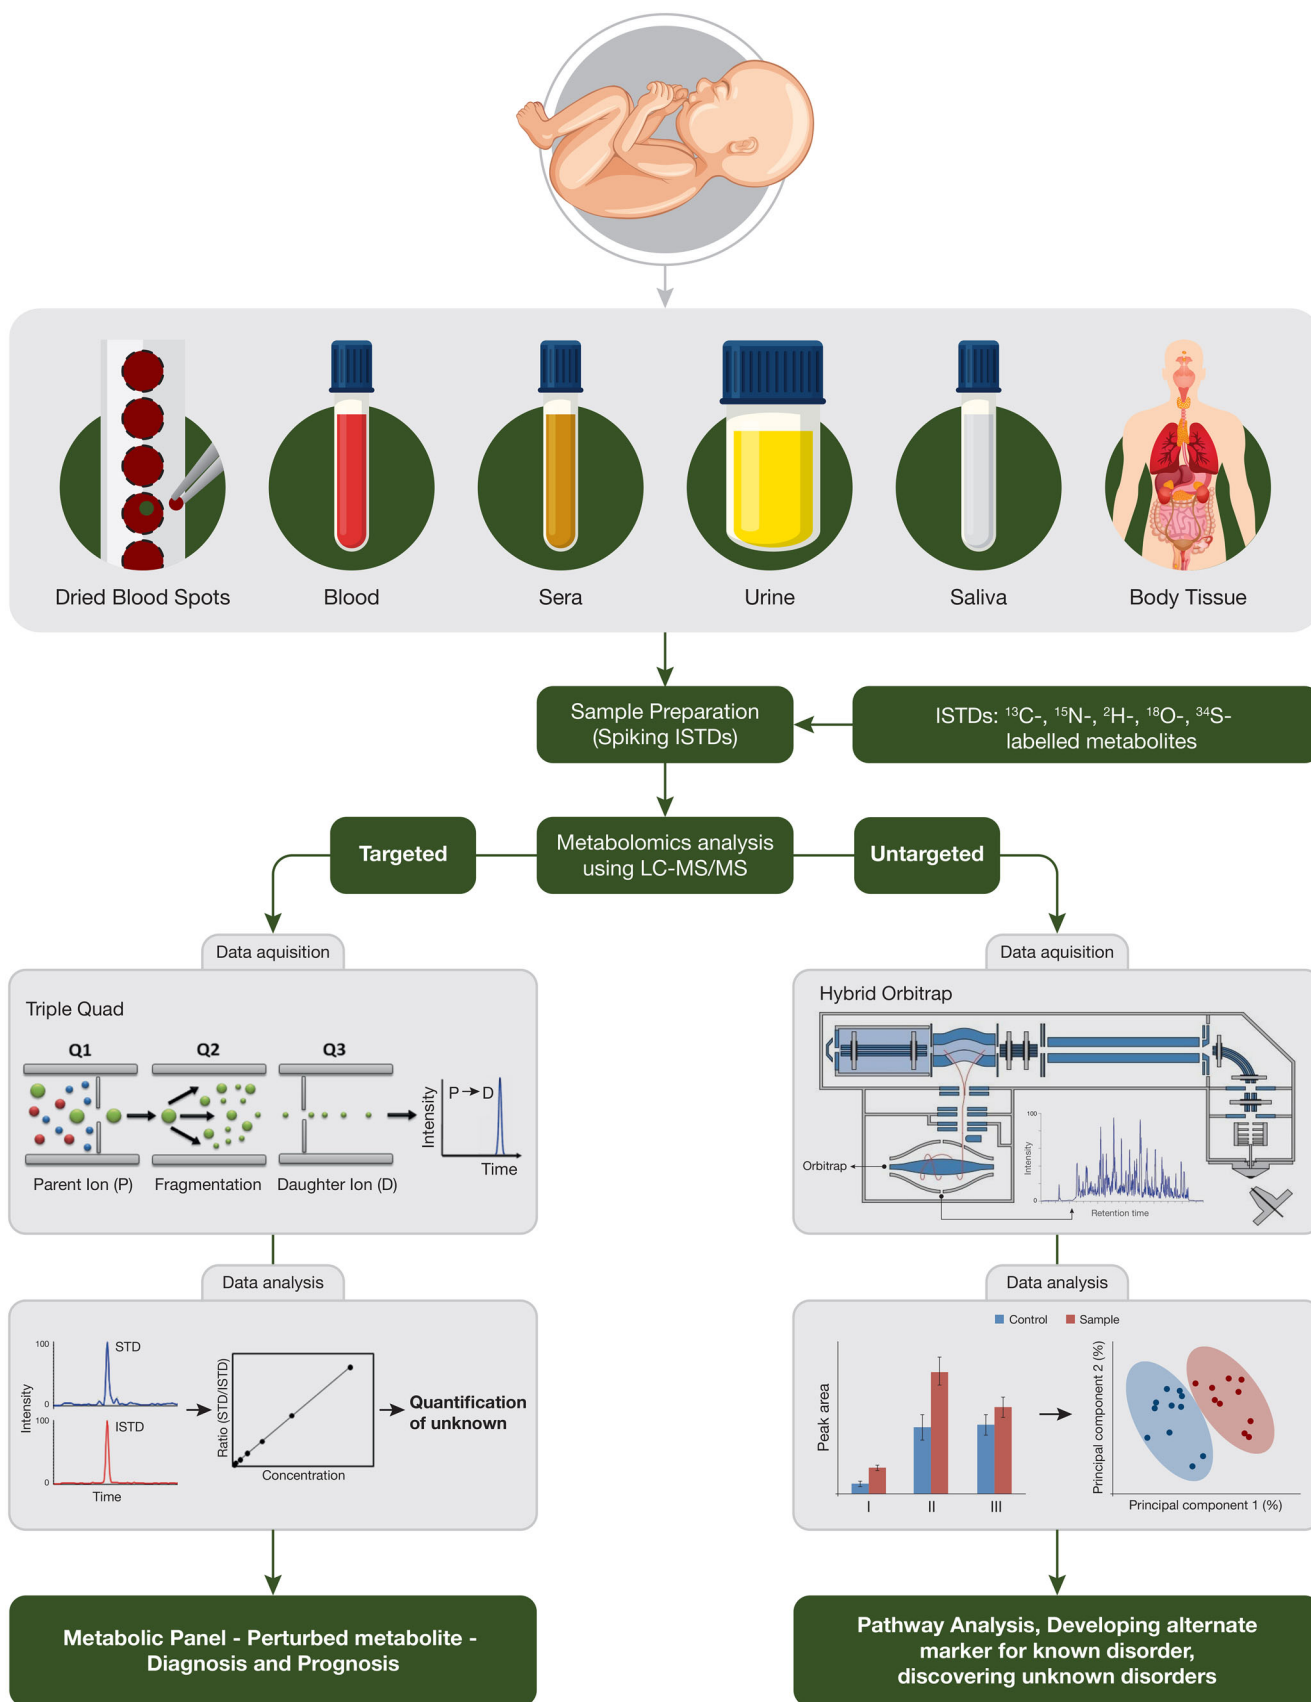 Dried Blood Spots
Blood
Sera
Urine
Saliva
Body Tissue
Sample Preparation
(Spiking ISTDs)
ISTDs: ¹³C-, ¹⁵N-, ²H-, ¹⁸O-, ³⁴S-
labelled metabolites
Targeted
Metabolomics analysis
using LC-MS/MS
Untargeted
Data aquisition
Triple Quad
Q1
Q2
Q3
P → D
Intensity
Time
Parent Ion (P)
Fragmentation
Daughter Ion (D)
Data aquisition
Hybrid Orbitrap
Orbitrap
100
Intensity
0
Retention time
Data analysis
100
STD
0
Intensity
100
ISTD
0
Time
Ratio (STD/ISTD)
Concentration
Quantification
of unknown
Data analysis
Control
Sample
Peak area
I
II
III
Principal component 2 (%)
Principal component 1 (%)
Metabolic Panel - Perturbed metabolite -
Diagnosis and Prognosis
Pathway Analysis, Developing alternate
marker for known disorder,
discovering unknown disorders